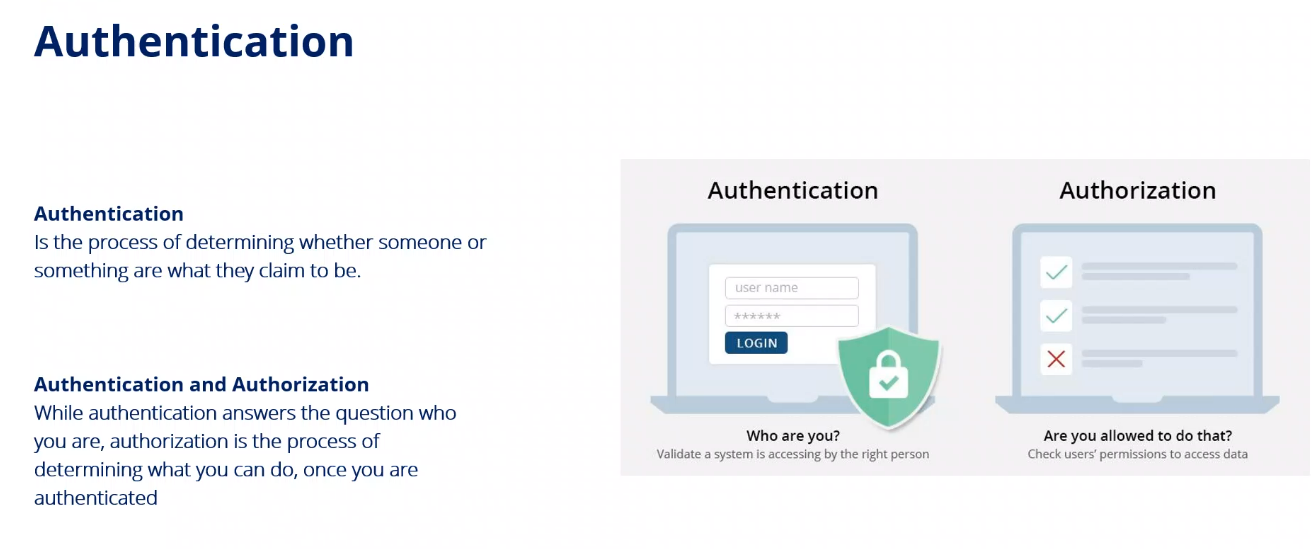 Authentication
Authentication
Is the process of determining whether someone or
something are what they claim to be.
Authentication and Authorization
While authentication answers the question who
you are, authorization is the process of
determining what you can do, once you are
authenticated
Authentication
user name
******
LOGIN
Who are you?
Validate a system is accessing by the right person
Authorization
Are you allowed to do that?
Check users' permissions to access data